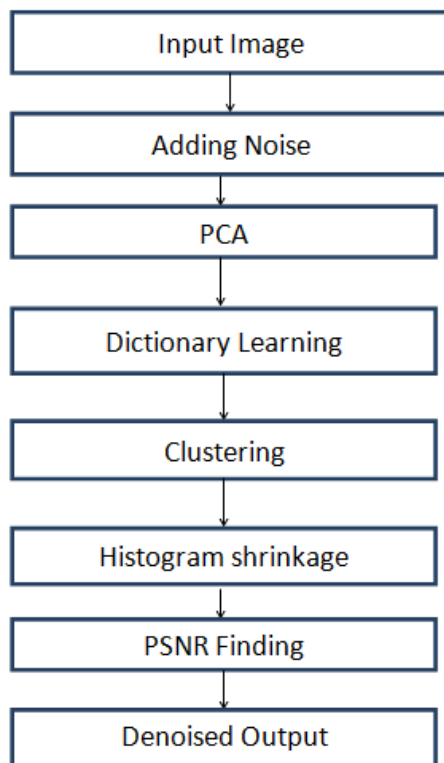 Input Image
Adding Noise
PCA
Dictionary Learning
Clustering
Histogram shrinkage
PSNR Finding
Denoised Output